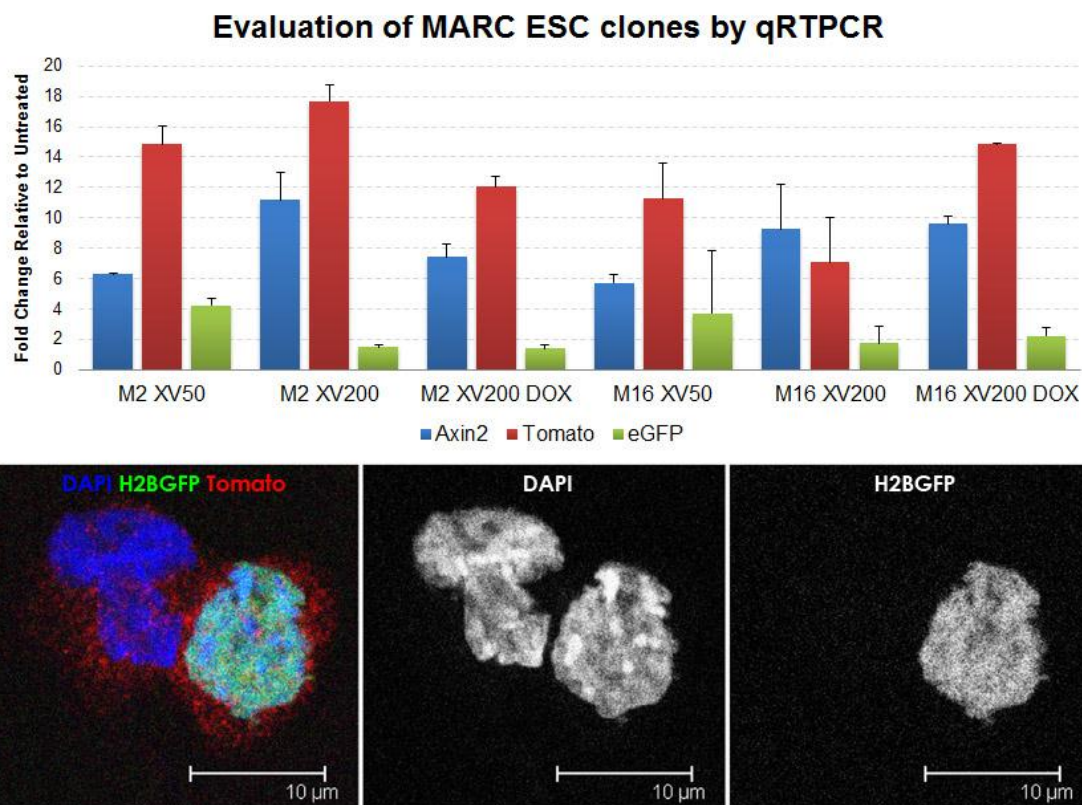 Evaluation of MARC ESC clones by qRTPCR
Fold Change Relative to Untreated
20
18
16
14
12
10
8
6
4
2
0
M2 XV50 M2 XV200 M2 XV200 DOX M16 XV50 M16 XV200 M16 XV200 DOX
Axin2 Tomato eGFP
DAPI H2BGFP Tomato DAPI H2BGFP
10 µm 10 µm 10 µm